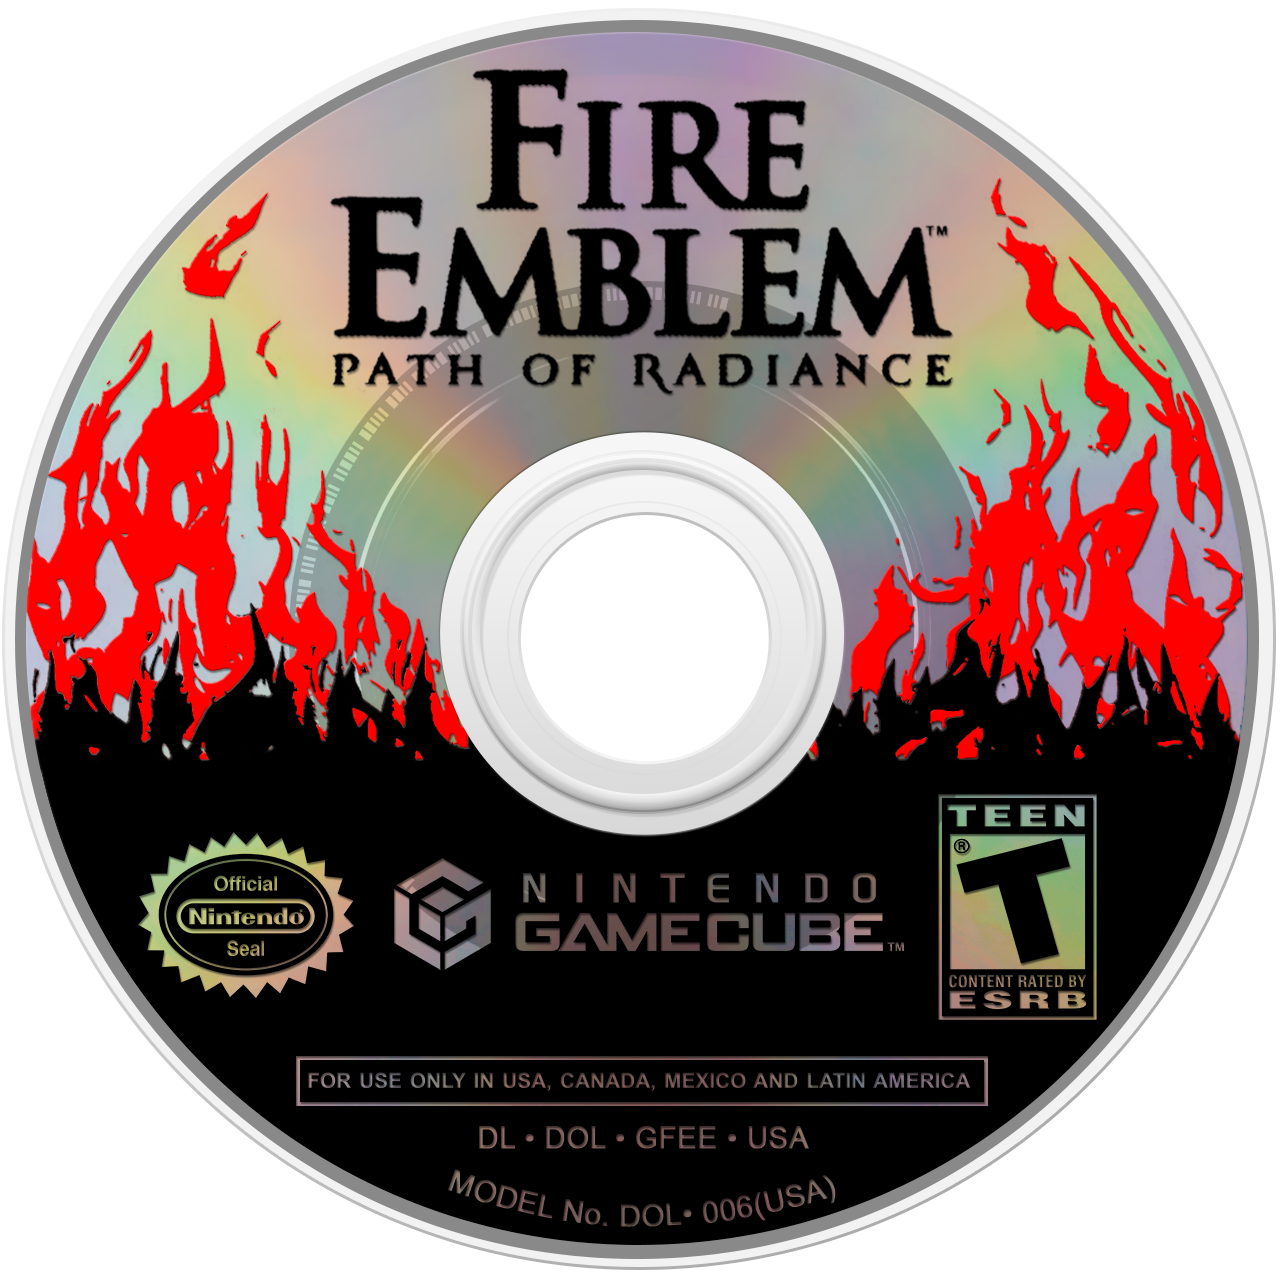 FIRE
EMBLEM™
PATH OF RADIANCE
TEEN
T®
CONTENT RATED BY
ESRB
Official
Nintendo®
Seal
NINTENDO
GAMECUBE™
FOR USE ONLY IN USA, CANADA, MEXICO AND LATIN AMERICA
DL • DOL • GFEE • USA
MODEL No. DOL• 006(USA)